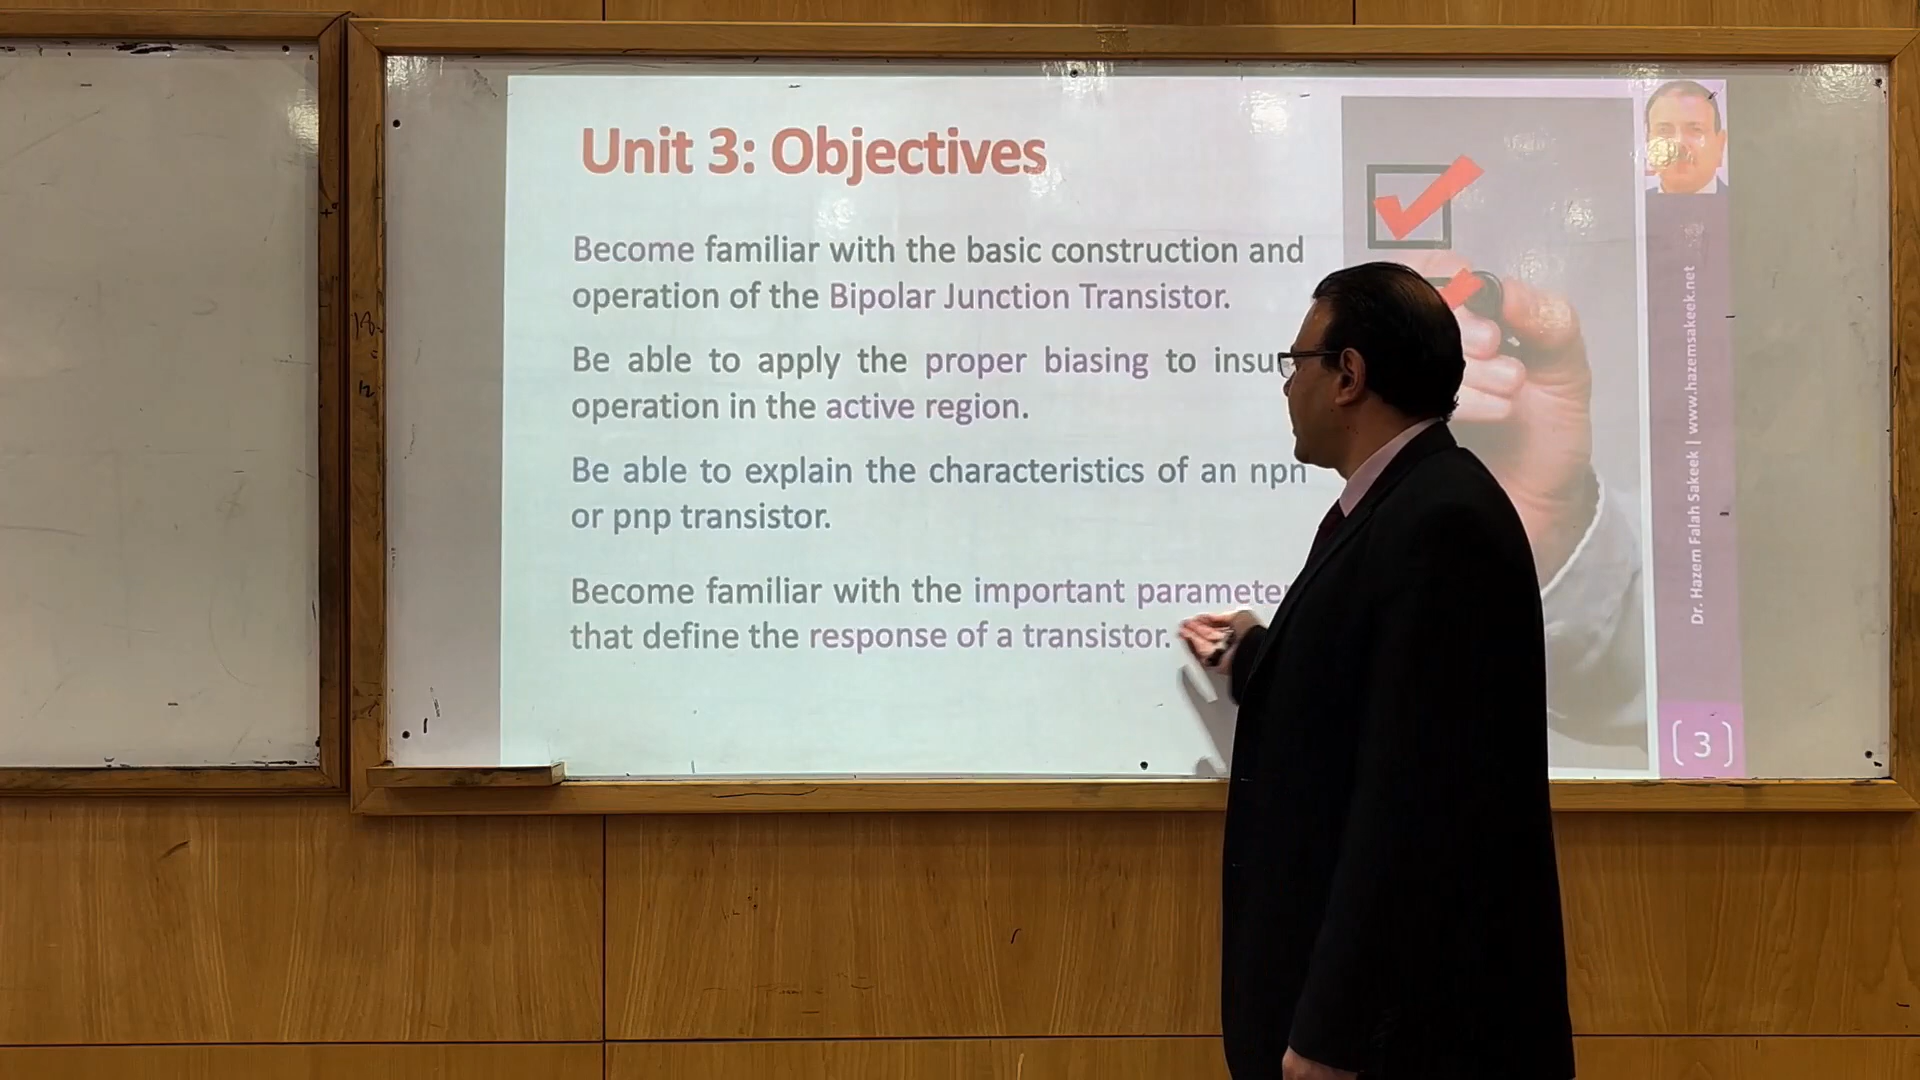 Unit 3: Objectives
Become familiar with the basic construction and
operation of the Bipolar Junction Transistor.
Be able to apply the proper biasing to
operation in the active region.
Be able to explain the characteristics of an npn
or pnp transistor.
Become familiar with the important
that define the response of a transistor.
Dr. Hazem Falah Sakeek | www.hazemsakeek.net
[3]